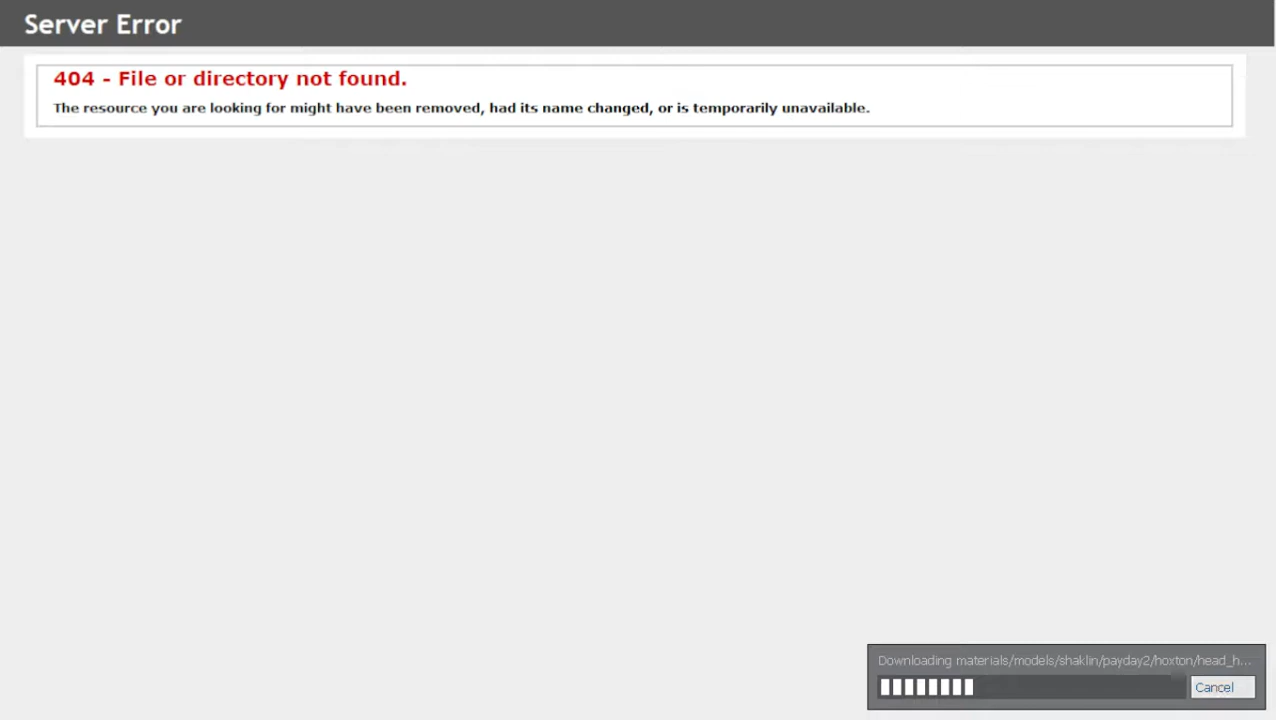 Server Error
404 - File or directory not found.
The resource you are looking for might have been removed, had its name changed, or is temporarily unavailable.
Downloading materials/models/shaklin/payday2/hoxton/head_h...
Cancel